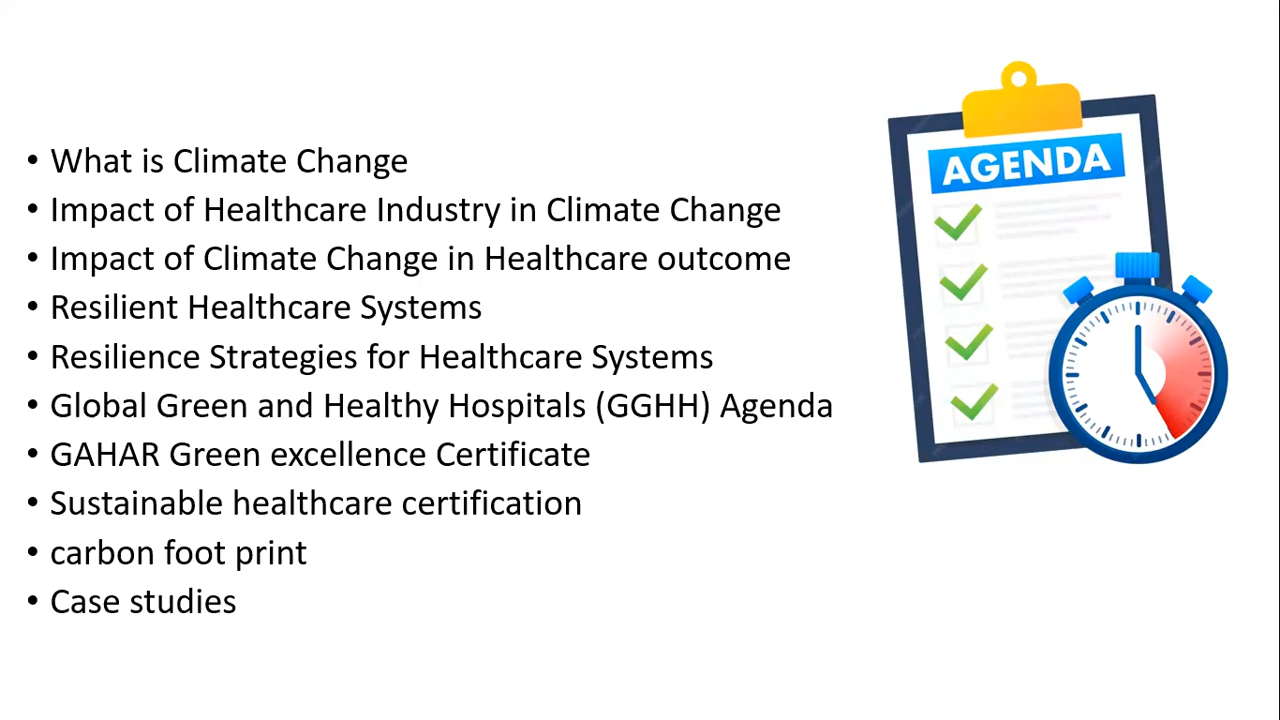 • What is Climate Change
• Impact of Healthcare Industry in Climate Change
• Impact of Climate Change in Healthcare outcome
• Resilient Healthcare Systems
• Resilience Strategies for Healthcare Systems
• Global Green and Healthy Hospitals (GGHH) Agenda
• GAHAR Green excellence Certificate
• Sustainable healthcare certification
• carbon foot print
• Case studies
AGENDA